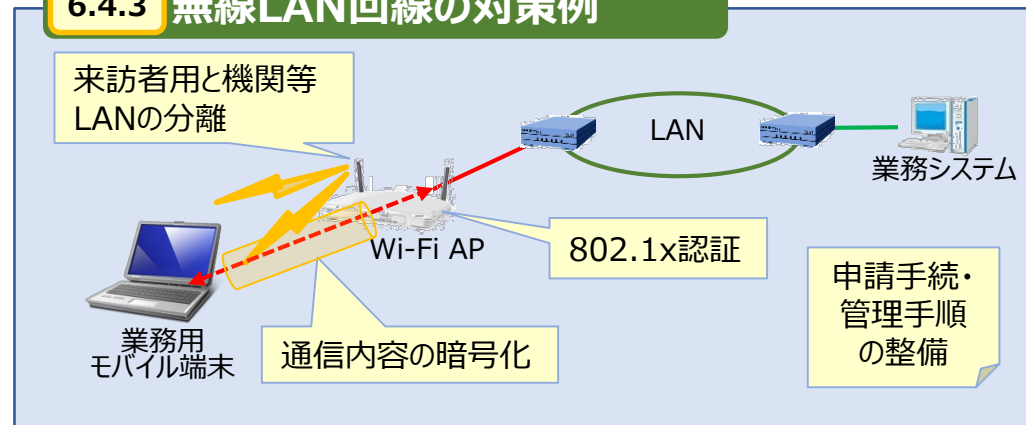 6.4.3 無線LAN回線の対策例
来訪者用と機関等
LANの分離
LAN
業務システム
Wi-Fi AP
802.1x認証
業務用
モバイル端末
通信内容の暗号化
申請手続・
管理手順
の整備